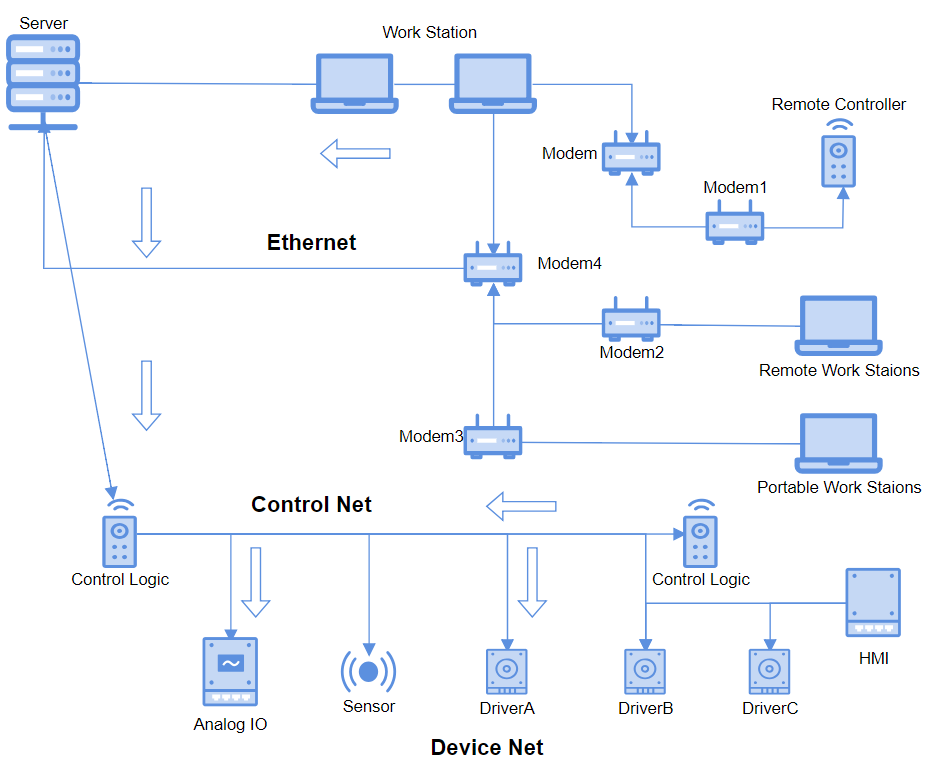 Server
Work Station
Remote Controller
Modem
Modem1
Ethernet
Modem4
Modem2
Remote Work Staions
Modem3
Portable Work Staions
Control Net
Control Logic
Control Logic
HMI
Analog IO
Sensor
DriverA
DriverB
DriverC
Device Net